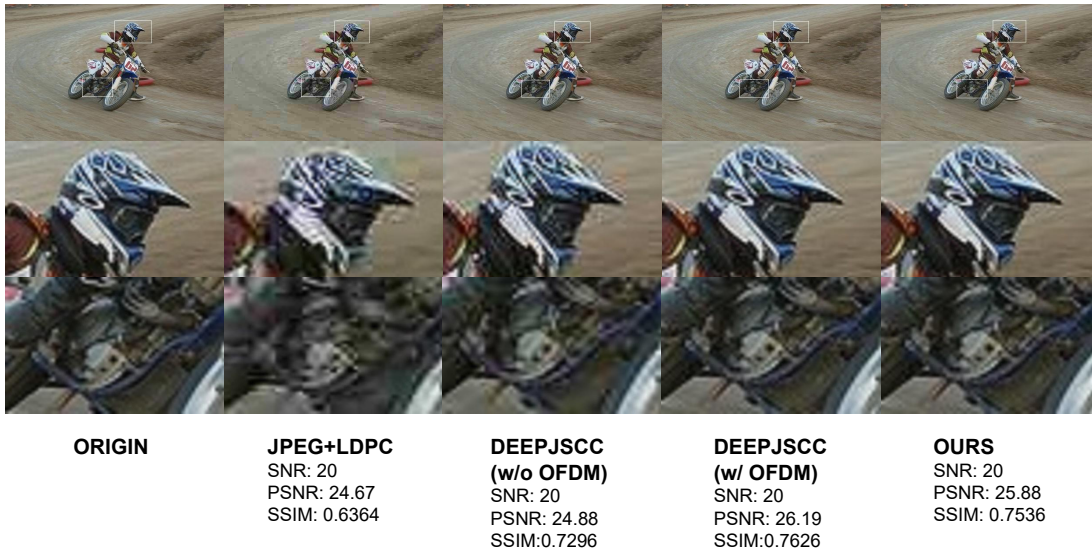 ORIGIN
JPEG+LDPC
SNR: 20
PSNR: 24.67
SSIM: 0.6364
DEEPJSCC
(w/o OFDM)
SNR: 20
PSNR: 24.88
SSIM:0.7296
DEEPJSCC
(w/ OFDM)
SNR: 20
PSNR: 26.19
SSIM:0.7626
OURS
SNR: 20
PSNR: 25.88
SSIM: 0.7536